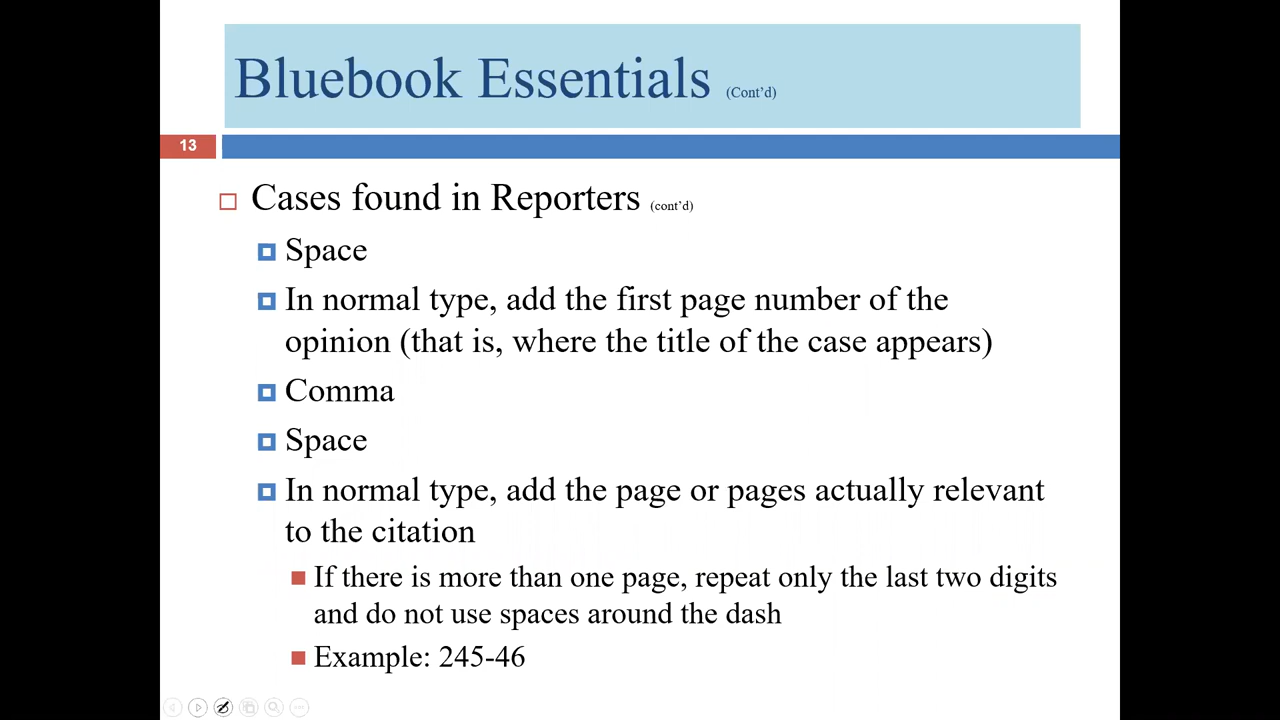 Bluebook Essentials (Cont'd)
13
Cases found in Reporters (cont'd)
Space
In normal type, add the first page number of the
opinion (that is, where the title of the case appears)
Comma
Space
In normal type, add the page or pages actually relevant
to the citation
If there is more than one page, repeat only the last two digits
and do not use spaces around the dash
Example: 245-46